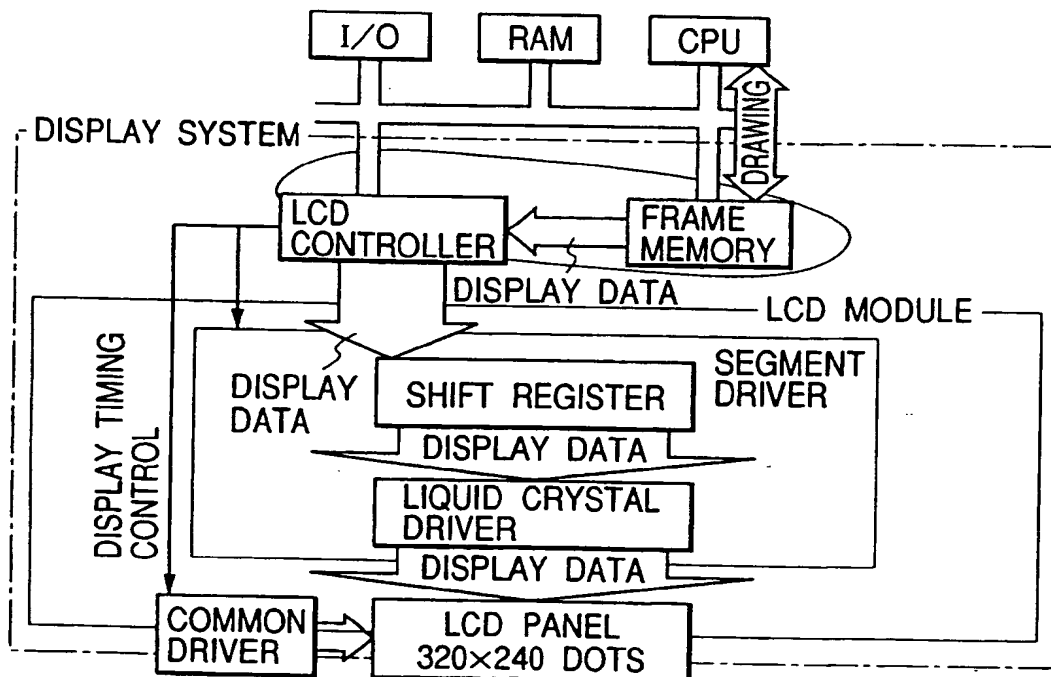 I/O
RAM
CPU
DRAWING
DISPLAY SYSTEM
LCD
CONTROLLER
FRAME
MEMORY
DISPLAY DATA
LCD MODULE
SEGMENT
DRIVER
DISPLAY
DATA
SHIFT REGISTER
DISPLAY DATA
DISPLAY TIMING
CONTROL
LIQUID CRYSTAL
DRIVER
DISPLAY DATA
COMMON
DRIVER
LCD PANEL
320×240 DOTS